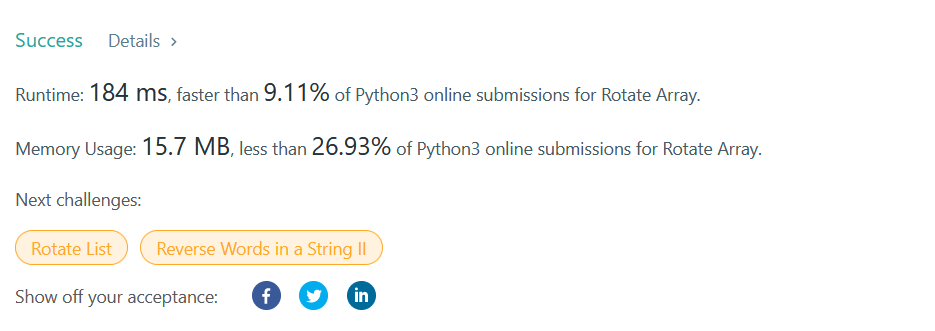 Success Details >
Runtime: 184 ms, faster than 9.11% of Python3 online submissions for Rotate Array.
Memory Usage: 15.7 MB, less than 26.93% of Python3 online submissions for Rotate Array.
Next challenges:
Rotate List Reverse Words in a String II
Show off your acceptance: f in